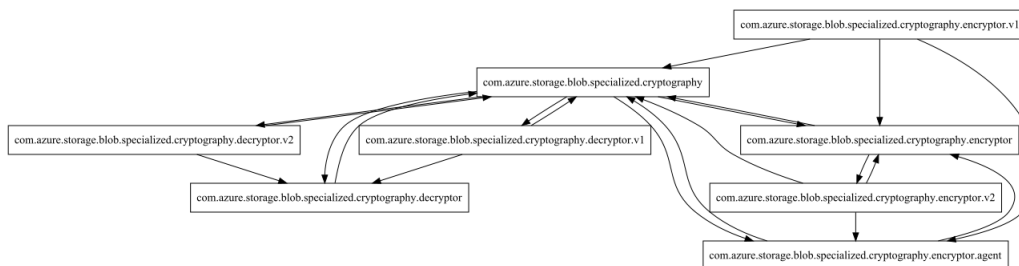 com.azure.storage.blob.specialized.cryptography.encryptor.v1
com.azure.storage.blob.specialized.cryptography
com.azure.storage.blob.specialized.cryptography.decryptor.v2
com.azure.storage.blob.specialized.cryptography.decryptor.v1
com.azure.storage.blob.specialized.cryptography.encryptor
com.azure.storage.blob.specialized.cryptography.decryptor
com.azure.storage.blob.specialized.cryptography.encryptor.v2
com.azure.storage.blob.specialized.cryptography.encryptor.agent